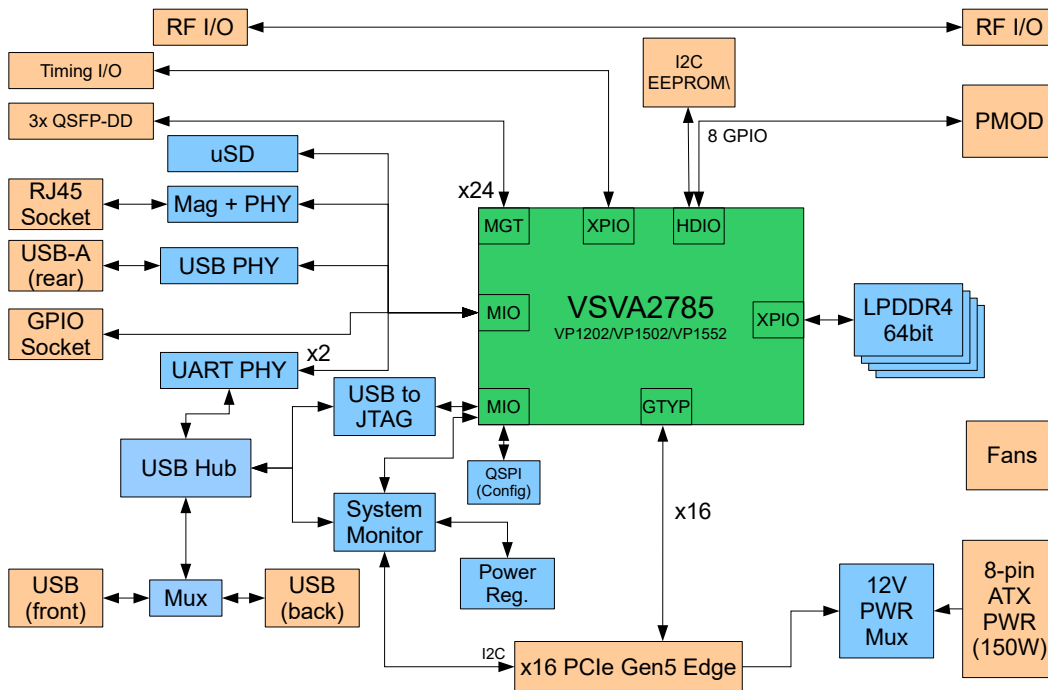 RF I/O
RF I/O
Timing I/O
I2C
EEPROM\
3x QSFP-DD
PMOD
8 GPIO
uSD
x24
RJ45
Socket
Mag + PHY
MGT
XPIO
HDIO
USB-A
(rear)
USB PHY
VSVA2785
VP1202/VP1502/VP1552
MIO
XPIO
LPDDR4
64bit
GPIO
Socket
x2
UART PHY
USB to
JTAG
MIO
GTYP
USB Hub
QSPI
(Config)
Fans
System
Monitor
x16
Power
Reg.
USB
(front)
Mux
USB
(back)
12V
PWR
Mux
8-pin
ATX
PWR
(150W)
I2C
x16 PCIe Gen5 Edge